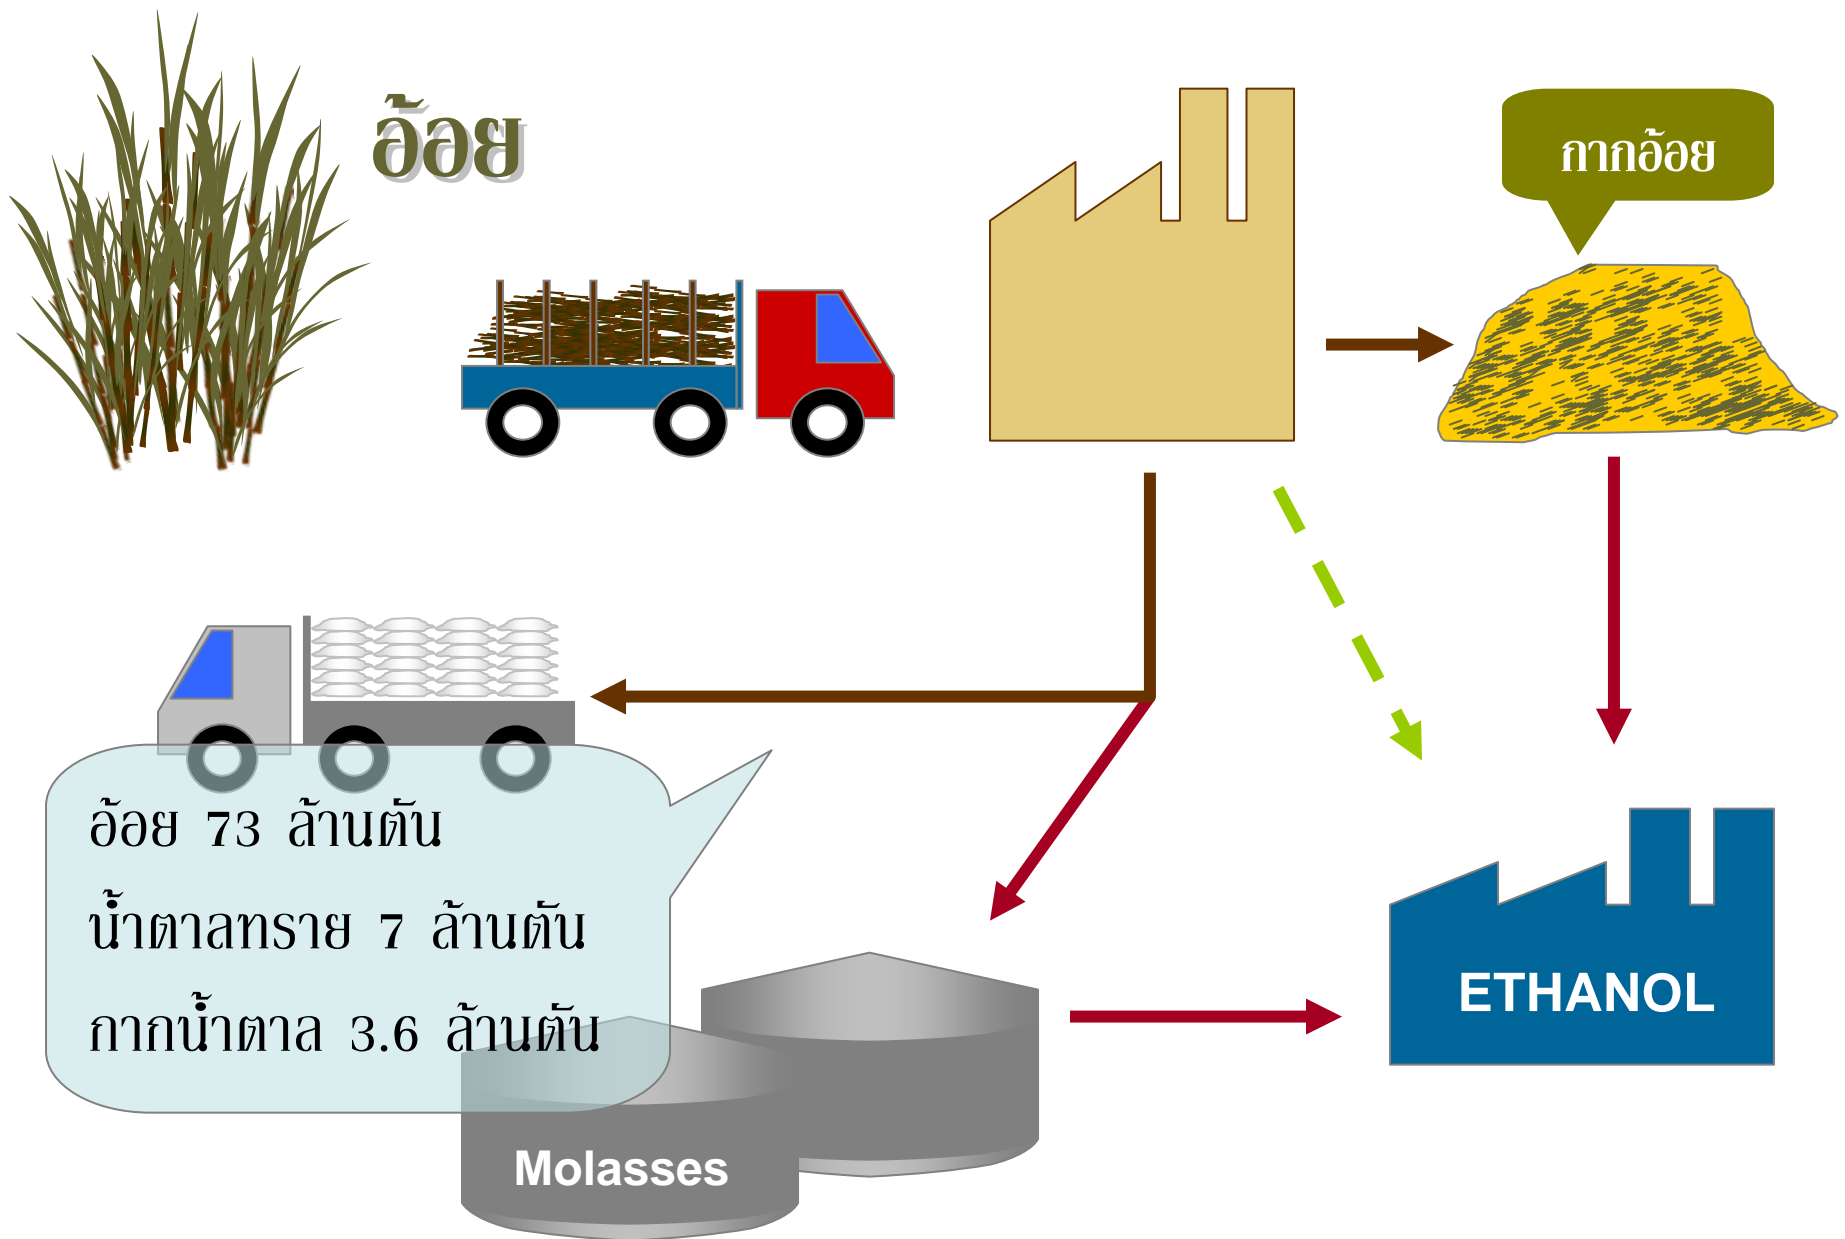 อ้อย
กากอ้อย
อ้อย 73 ล้านตัน
น้ำตาลทราย 7 ล้านตัน
กากน้ำตาล 3.6 ล้านตัน
ETHANOL
Molasses